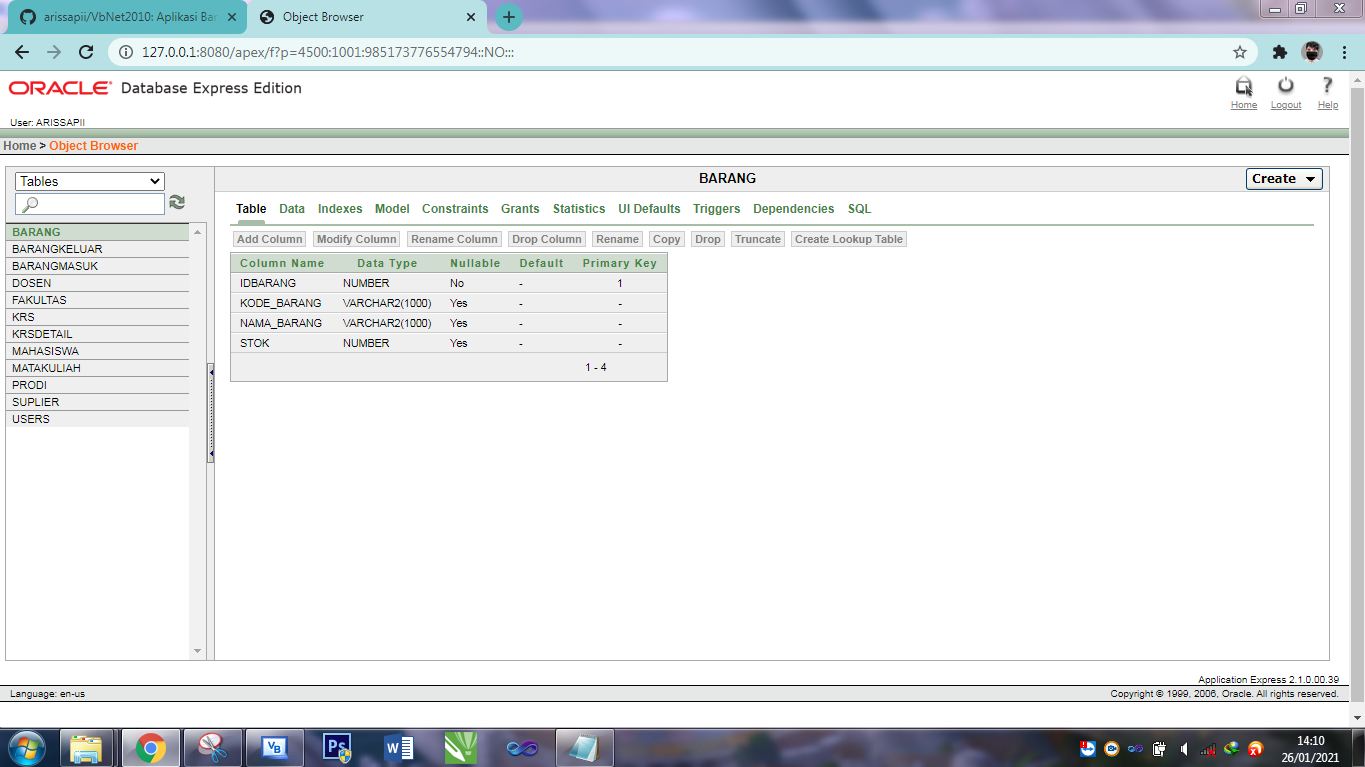 arissapii/VbNet2010: Aplikasi Bar
Object Browser
127.0.0.1:8080/apex/f?p=4500:1001:985173776554794::NO:::
ORACLE Database Express Edition
Home Logout Help
User: ARISSAPII
Home > Object Browser
Tables
BARANG
Create
Table Data Indexes Model Constraints Grants Statistics UI Defaults Triggers Dependencies SQL
Add Column Modify Column Rename Column Drop Column Rename Copy Drop Truncate Create Lookup Table
BARANG
BARANGKELUAR
BARANGMASUK
DOSEN
FAKULTAS
KRS
KRSDETAIL
MAHASISWA
MATAKULIAH
PRODI
SUPLIER
USERS
Column Name Data Type Nullable Default Primary Key
IDBARANG NUMBER No - 1
KODE_BARANG VARCHAR2(1000) Yes - -
NAMA_BARANG VARCHAR2(1000) Yes - -
STOK NUMBER Yes - -
1 - 4
Application Express 2.1.0.00.39
Language: en-us
Copyright © 1999, 2006, Oracle. All rights reserved.
VB
Ps
W
14:10
26/01/2021